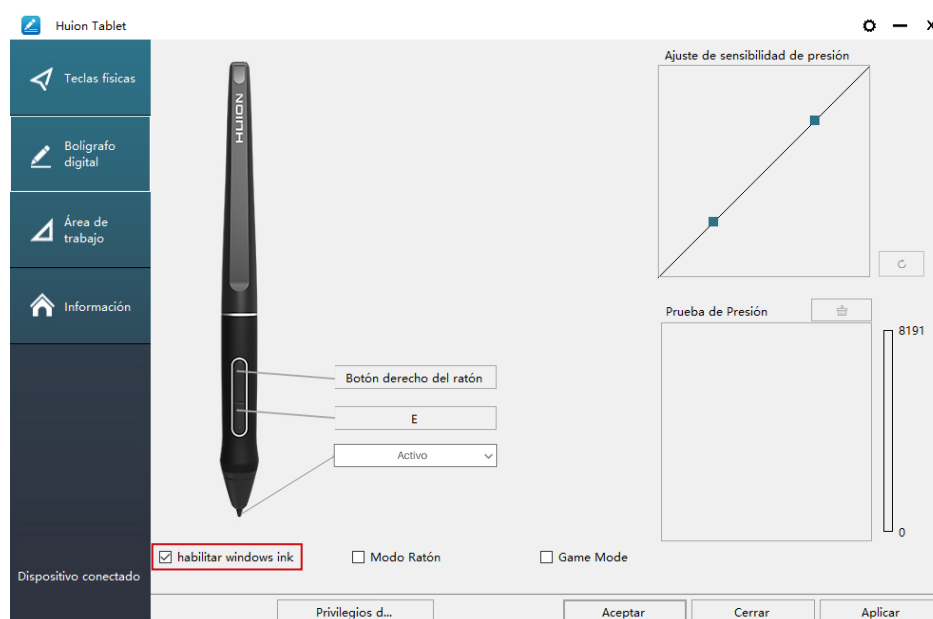 Huion Tablet
Teclas físicas
Bolígrafo
digital
Área de
trabajo
Información
Dispositivo conectado
HUION
Botón derecho del ratón
E
Activo
Ajuste de sensibilidad de presión
Prueba de Presión
8191
0
habilitar windows ink
Modo Ratón
Game Mode
Privilegios d...
Aceptar
Cerrar
Aplicar